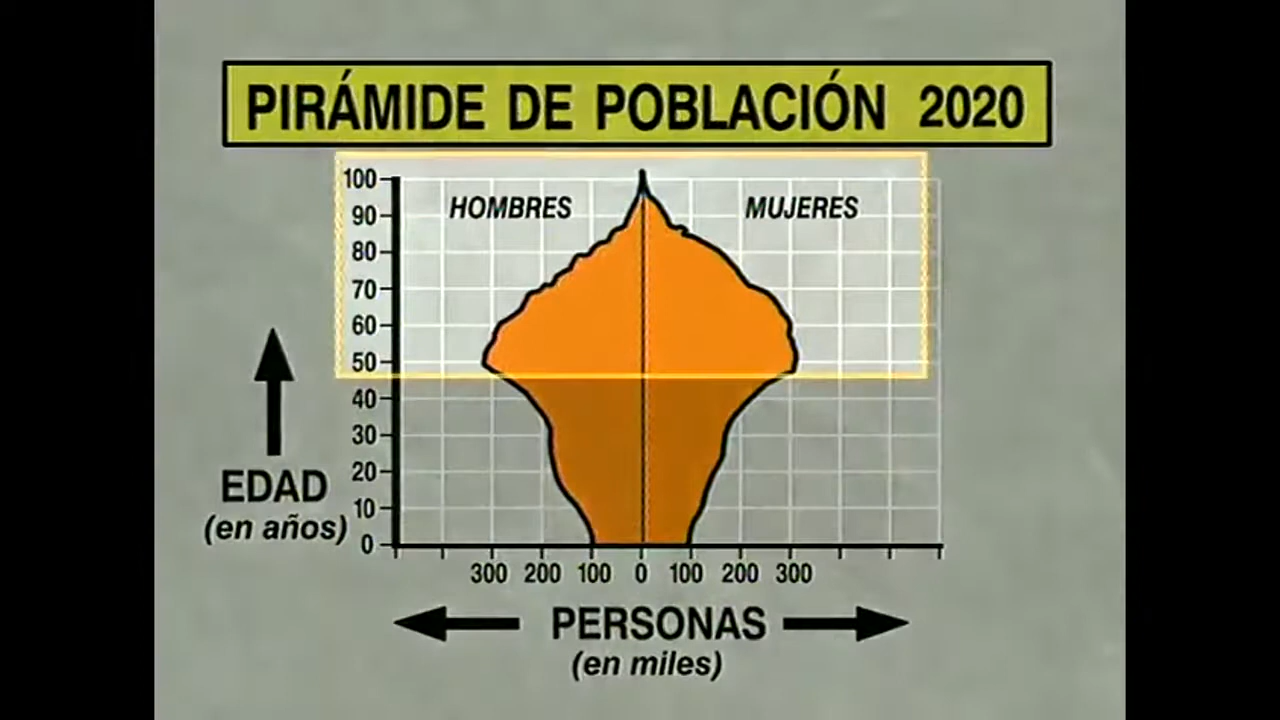 PIRÁMIDE DE POBLACIÓN 2020
HOMBRES
MUJERES
100
90
80
70
60
50
40
30
20
10
0
EDAD
(en años)
300 200 100 0 100 200 300
PERSONAS
(en miles)